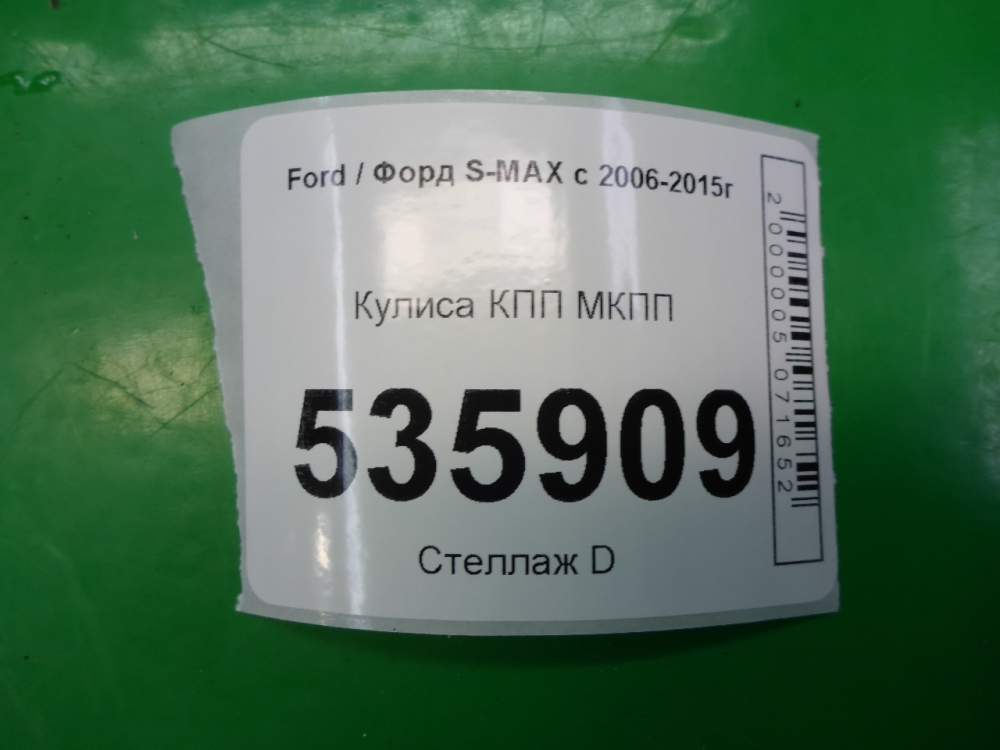 Ford / Форд S-MAX с 2006-2015г
Кулиса КПП МКПП
535909
Стеллаж D
2000005071652